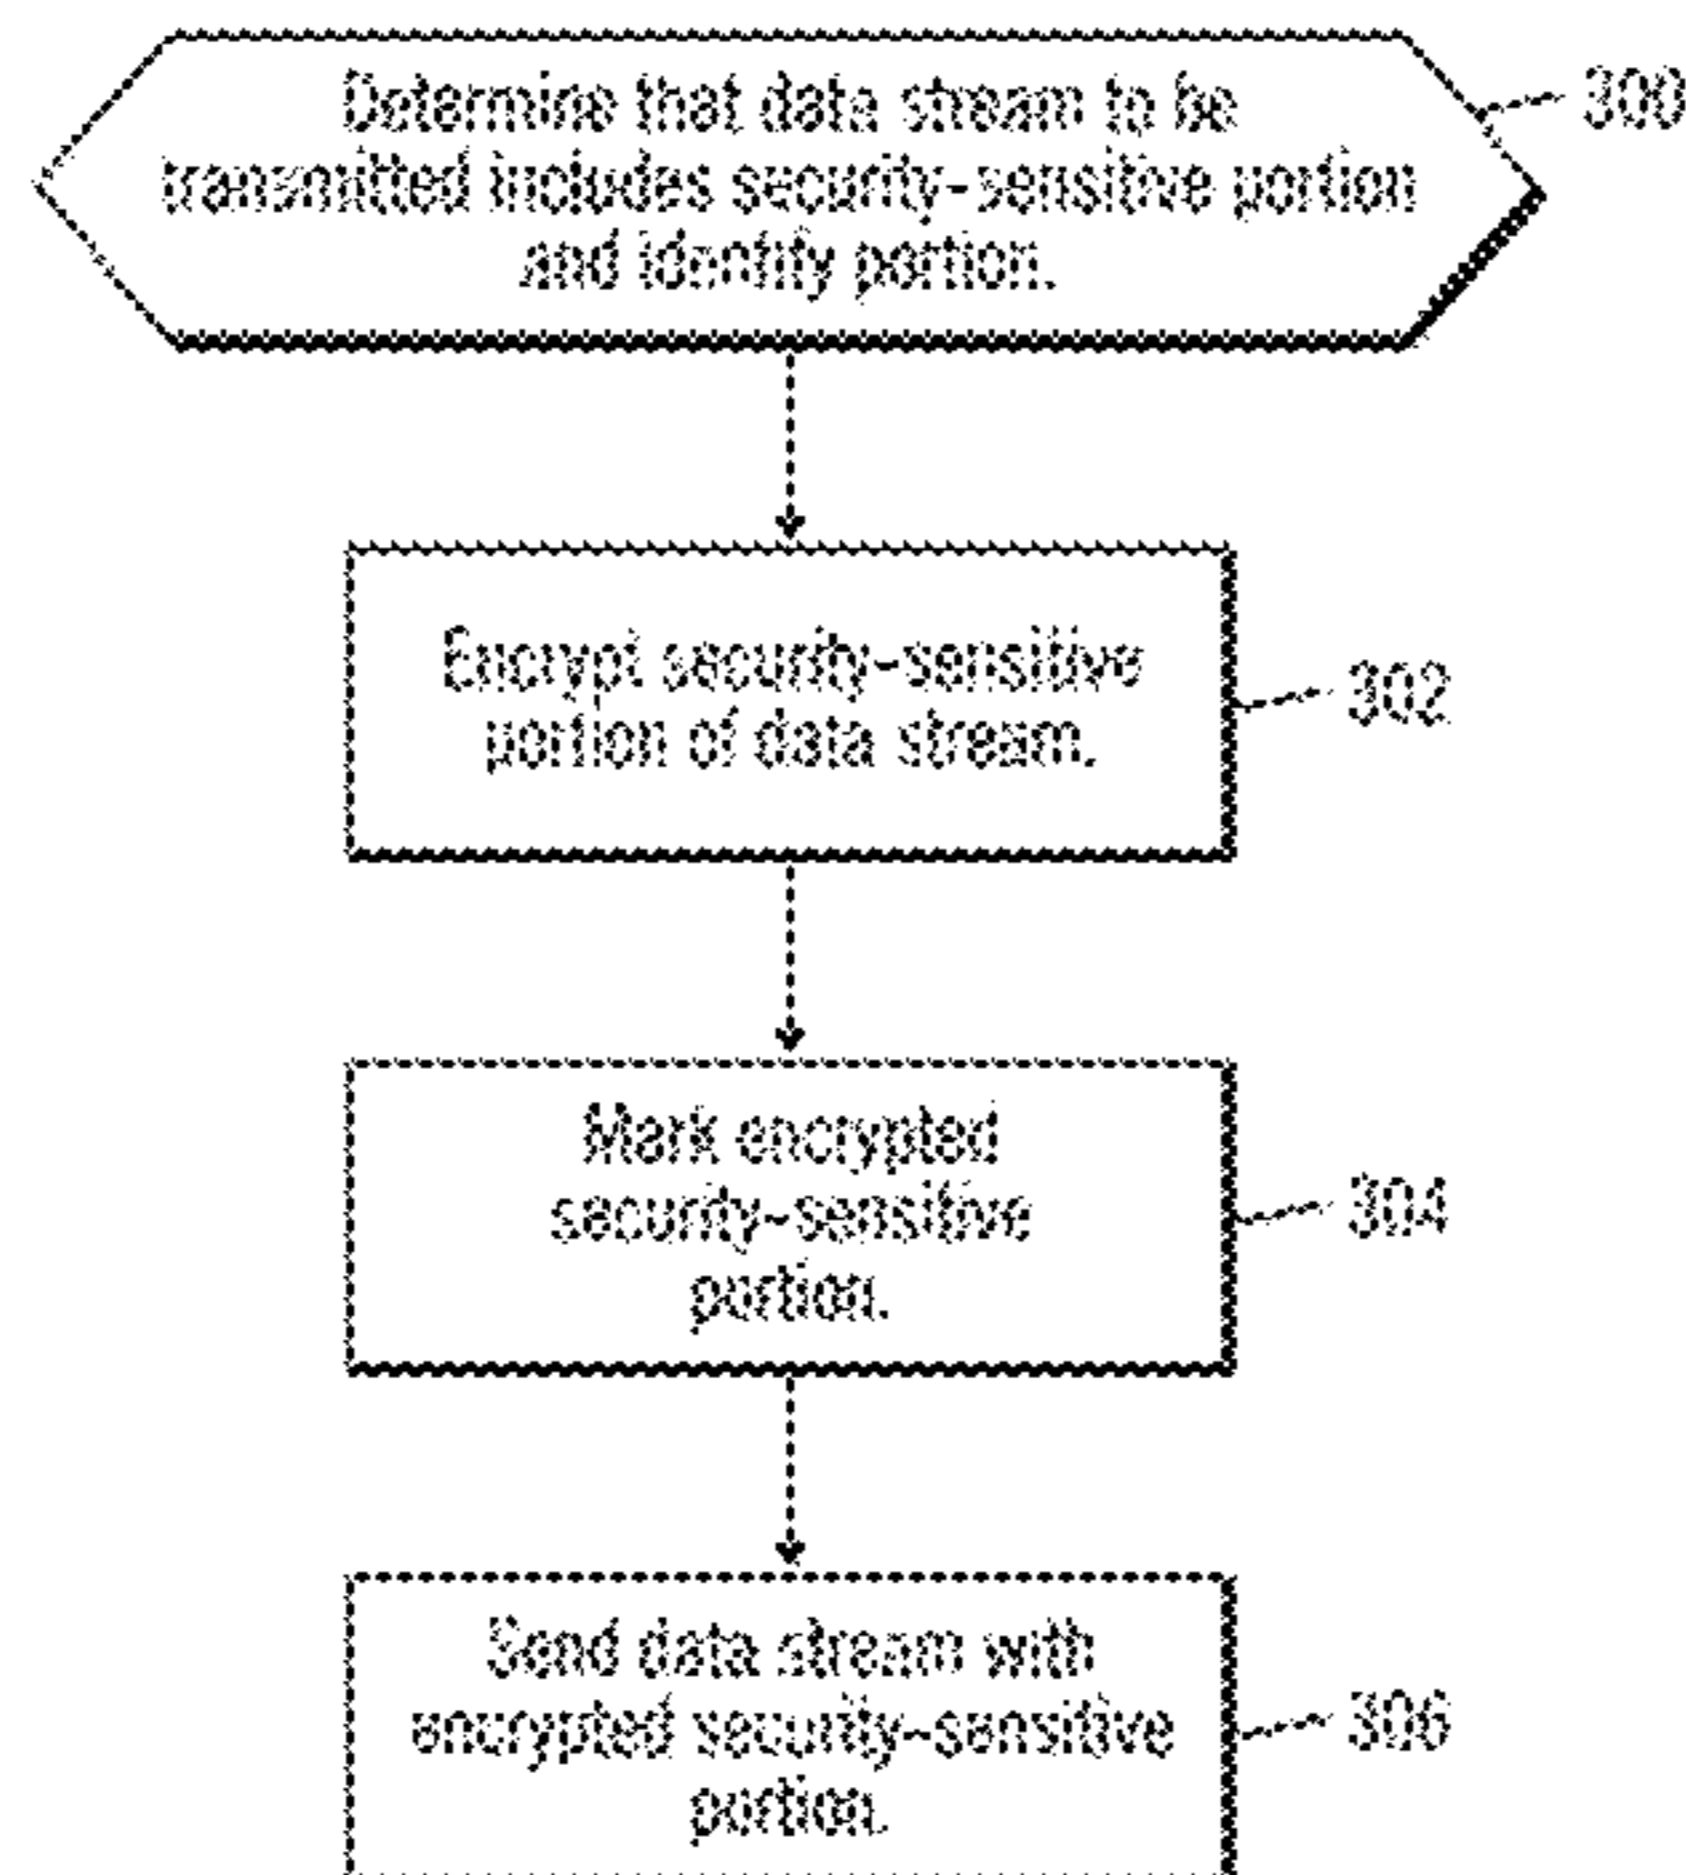 Determine that data stream to be
transmitted includes security-sensitive portion
and identify portion.
300
Encrypt security-sensitive
portion of data stream.
302
Mark encrypted
security-sensitive
portion.
304
Send data stream with
encrypted security-sensitive
portion.
306